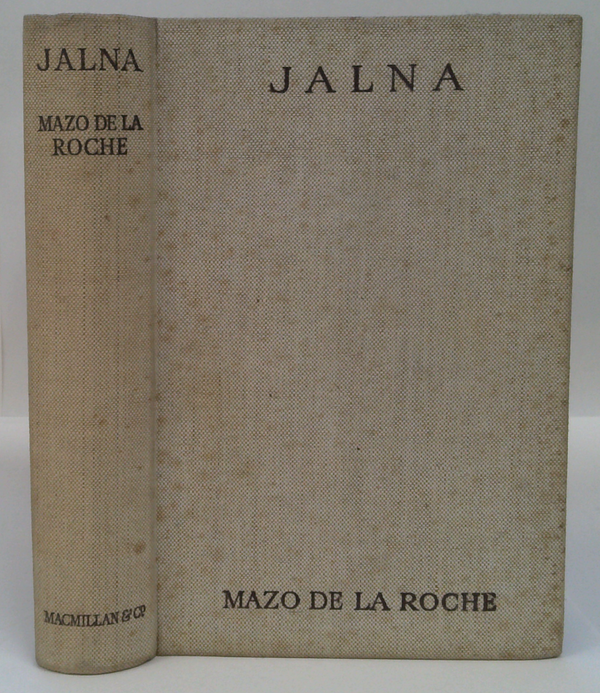 JALNA
MAZO DE LA
ROCHE
MACMILLAN & CO
JALNA
MAZO DE LA ROCHE